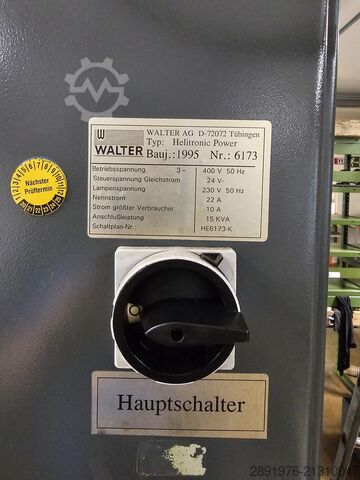 WALTER
WALTER AG D-72072 Tübingen
Typ: Helitronic Power
Bauj.:1995 Nr.: 6173
Betriebsspannung 3~ 400 V 50 Hz
Steuerspannung Gleichstrom 24 V-
Lampenspannung 230 V 50 Hz
Nennstrom 22 A
Strom größter Verbraucher 10 A
Anschlußleistung 15 KVA
Schaltplan-Nr.: HE6173-K
Nächster
Prüftermin
Hauptschalter